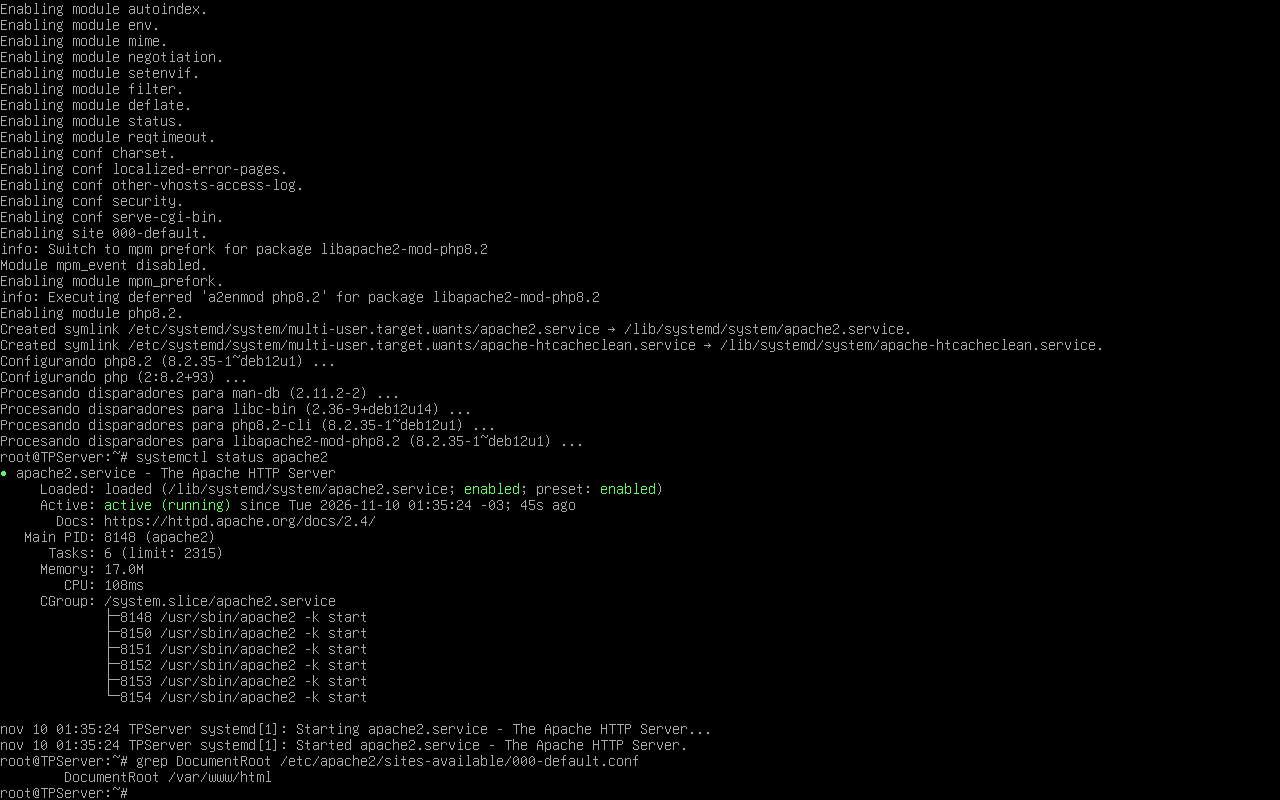 Enabling module autoindex.
Enabling module env.
Enabling module mime.
Enabling module negotiation.
Enabling module setenvif.
Enabling module filter.
Enabling module deflate.
Enabling module status.
Enabling module reqtimeout.
Enabling conf charset.
Enabling conf localized-error-pages.
Enabling conf other-vhosts-access-log.
Enabling conf security.
Enabling conf serve-cgi-bin.
Enabling site 000-default.
info: Switch to mpm prefork for package libapache2-mod-php8.2
Module mpm_event disabled.
Enabling module mpm_prefork.
info: Executing deferred 'a2enmod php8.2' for package libapache2-mod-php8.2
Enabling module php8.2.
Created symlink /etc/systemd/system/multi-user.target.wants/apache2.service → /lib/systemd/system/apache2.service.
Created symlink /etc/systemd/system/multi-user.target.wants/apache-htcacheclean.service → /lib/systemd/system/apache-htcacheclean.service.
Configurando php8.2 (8.2.35-1~deb12u1) ...
Configurando php (2:8.2+93) ...
Procesando disparadores para man-db (2.11.2-2) ...
Procesando disparadores para libc-bin (2.36-9+deb12u14) ...
Procesando disparadores para php8.2-cli (8.2.35-1~deb12u1) ...
Procesando disparadores para libapache2-mod-php8.2 (8.2.35-1~deb12u1) ...
root@TPServer:~# systemctl status apache2
● apache2.service - The Apache HTTP Server
     Loaded: loaded (/lib/systemd/system/apache2.service; enabled; preset: enabled)
     Active: active (running) since Tue 2026-11-10 01:35:24 -03; 45s ago
       Docs: https://httpd.apache.org/docs/2.4/
   Main PID: 8148 (apache2)
      Tasks: 6 (limit: 2315)
     Memory: 17.0M
        CPU: 108ms
     CGroup: /system.slice/apache2.service
             ├─8148 /usr/sbin/apache2 -k start
             ├─8150 /usr/sbin/apache2 -k start
             ├─8151 /usr/sbin/apache2 -k start
             ├─8152 /usr/sbin/apache2 -k start
             ├─8153 /usr/sbin/apache2 -k start
             └─8154 /usr/sbin/apache2 -k start
nov 10 01:35:24 TPServer systemd[1]: Starting apache2.service - The Apache HTTP Server...
nov 10 01:35:24 TPServer systemd[1]: Started apache2.service - The Apache HTTP Server.
root@TPServer:~# grep DocumentRoot /etc/apache2/sites-available/000-default.conf
        DocumentRoot /var/www/html
root@TPServer:~#